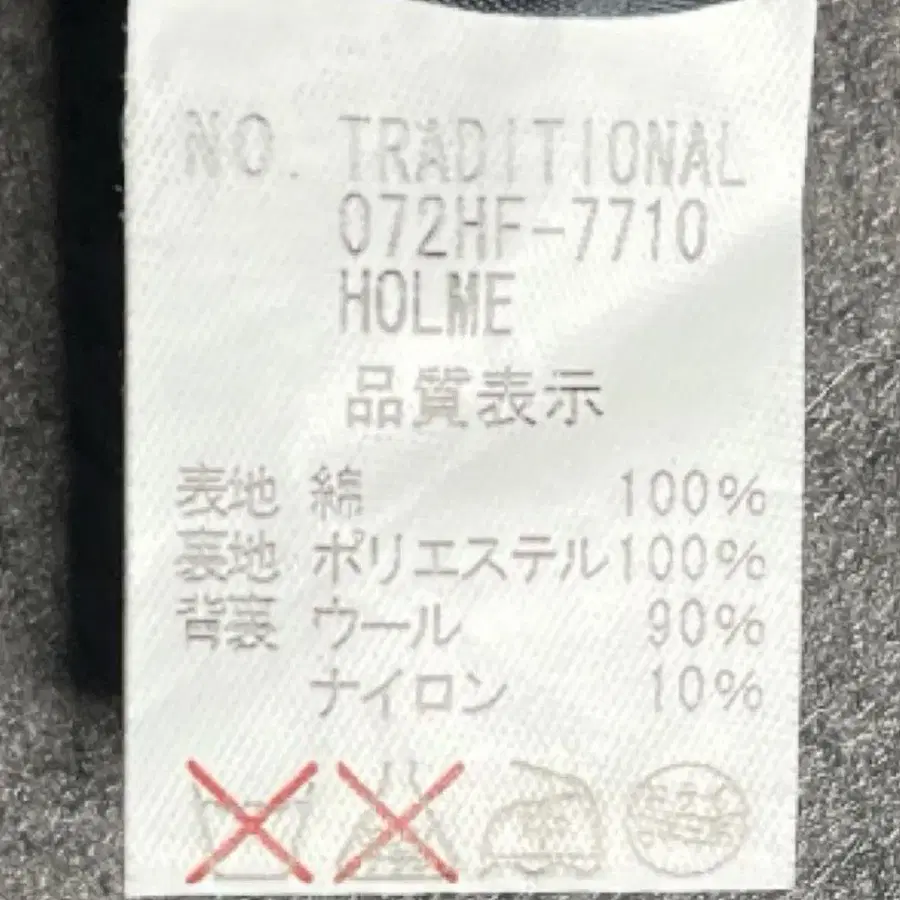 NO. TRADITIONAL
072HF-7710
HOLME
品質表示
表地 綿 100%
裏地 ポリエステル100%
背裏 ウール 90%
ナイロン 10%